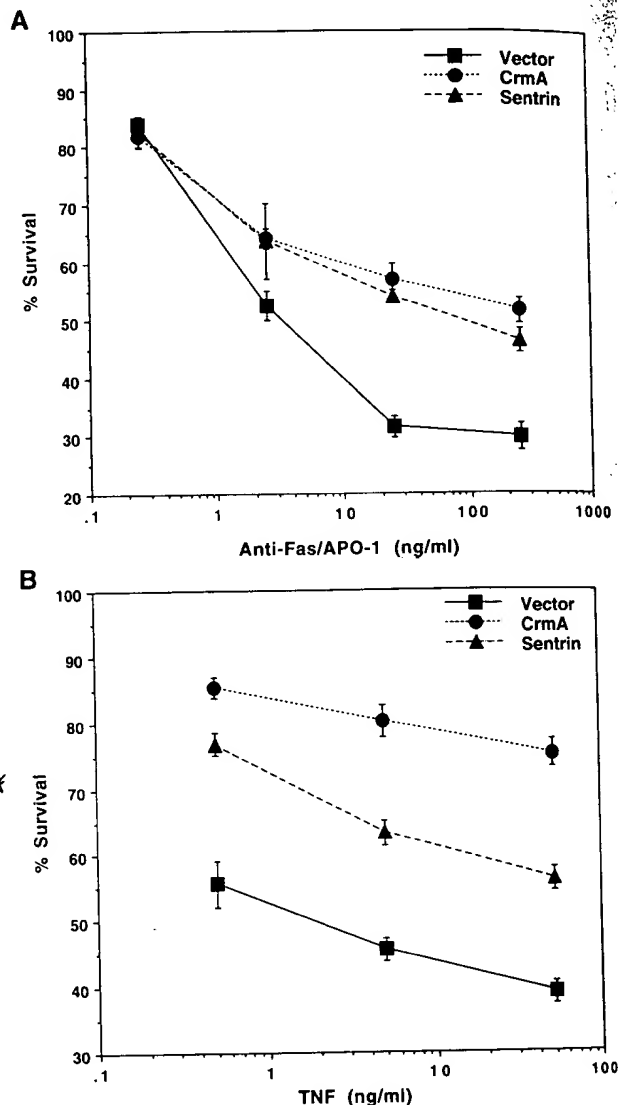 A
100
90
80
70
60
50
40
30
20
% Survival
Vector
CrmA
Sentrin
.1
1
10
100
1000
Anti-Fas/APO-1 (ng/ml)
B
100
90
80
70
60
50
40
30
% Survival
Vector
CrmA
Sentrin
.1
1
10
100
TNF (ng/ml)